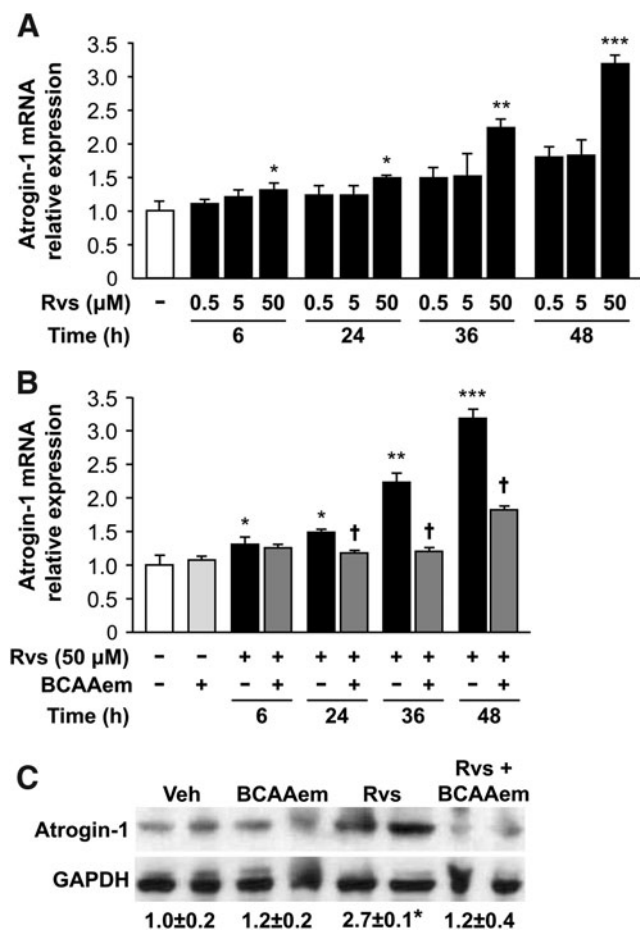 A
Atrogin-1 mRNA
relative expression
3.5
3.0
2.5
2.0
1.5
1.0
0.5
0
*
*
**
***
Rvs (µM) - 0.5 5 50 0.5 5 50 0.5 5 50 0.5 5 50
Time (h) 6 24 36 48
B
Atrogin-1 mRNA
relative expression
3.5
3.0
2.5
2.0
1.5
1.0
0.5
0
*
*
†
**
†
***
†
Rvs (50 µM) - - + + + + + + + +
BCAAem - + - + - + - + - +
Time (h) 6 24 36 48
C
Veh BCAAem Rvs Rvs +
BCAAem
Atrogin-1
GAPDH
1.0±0.2 1.2±0.2 2.7±0.1* 1.2±0.4